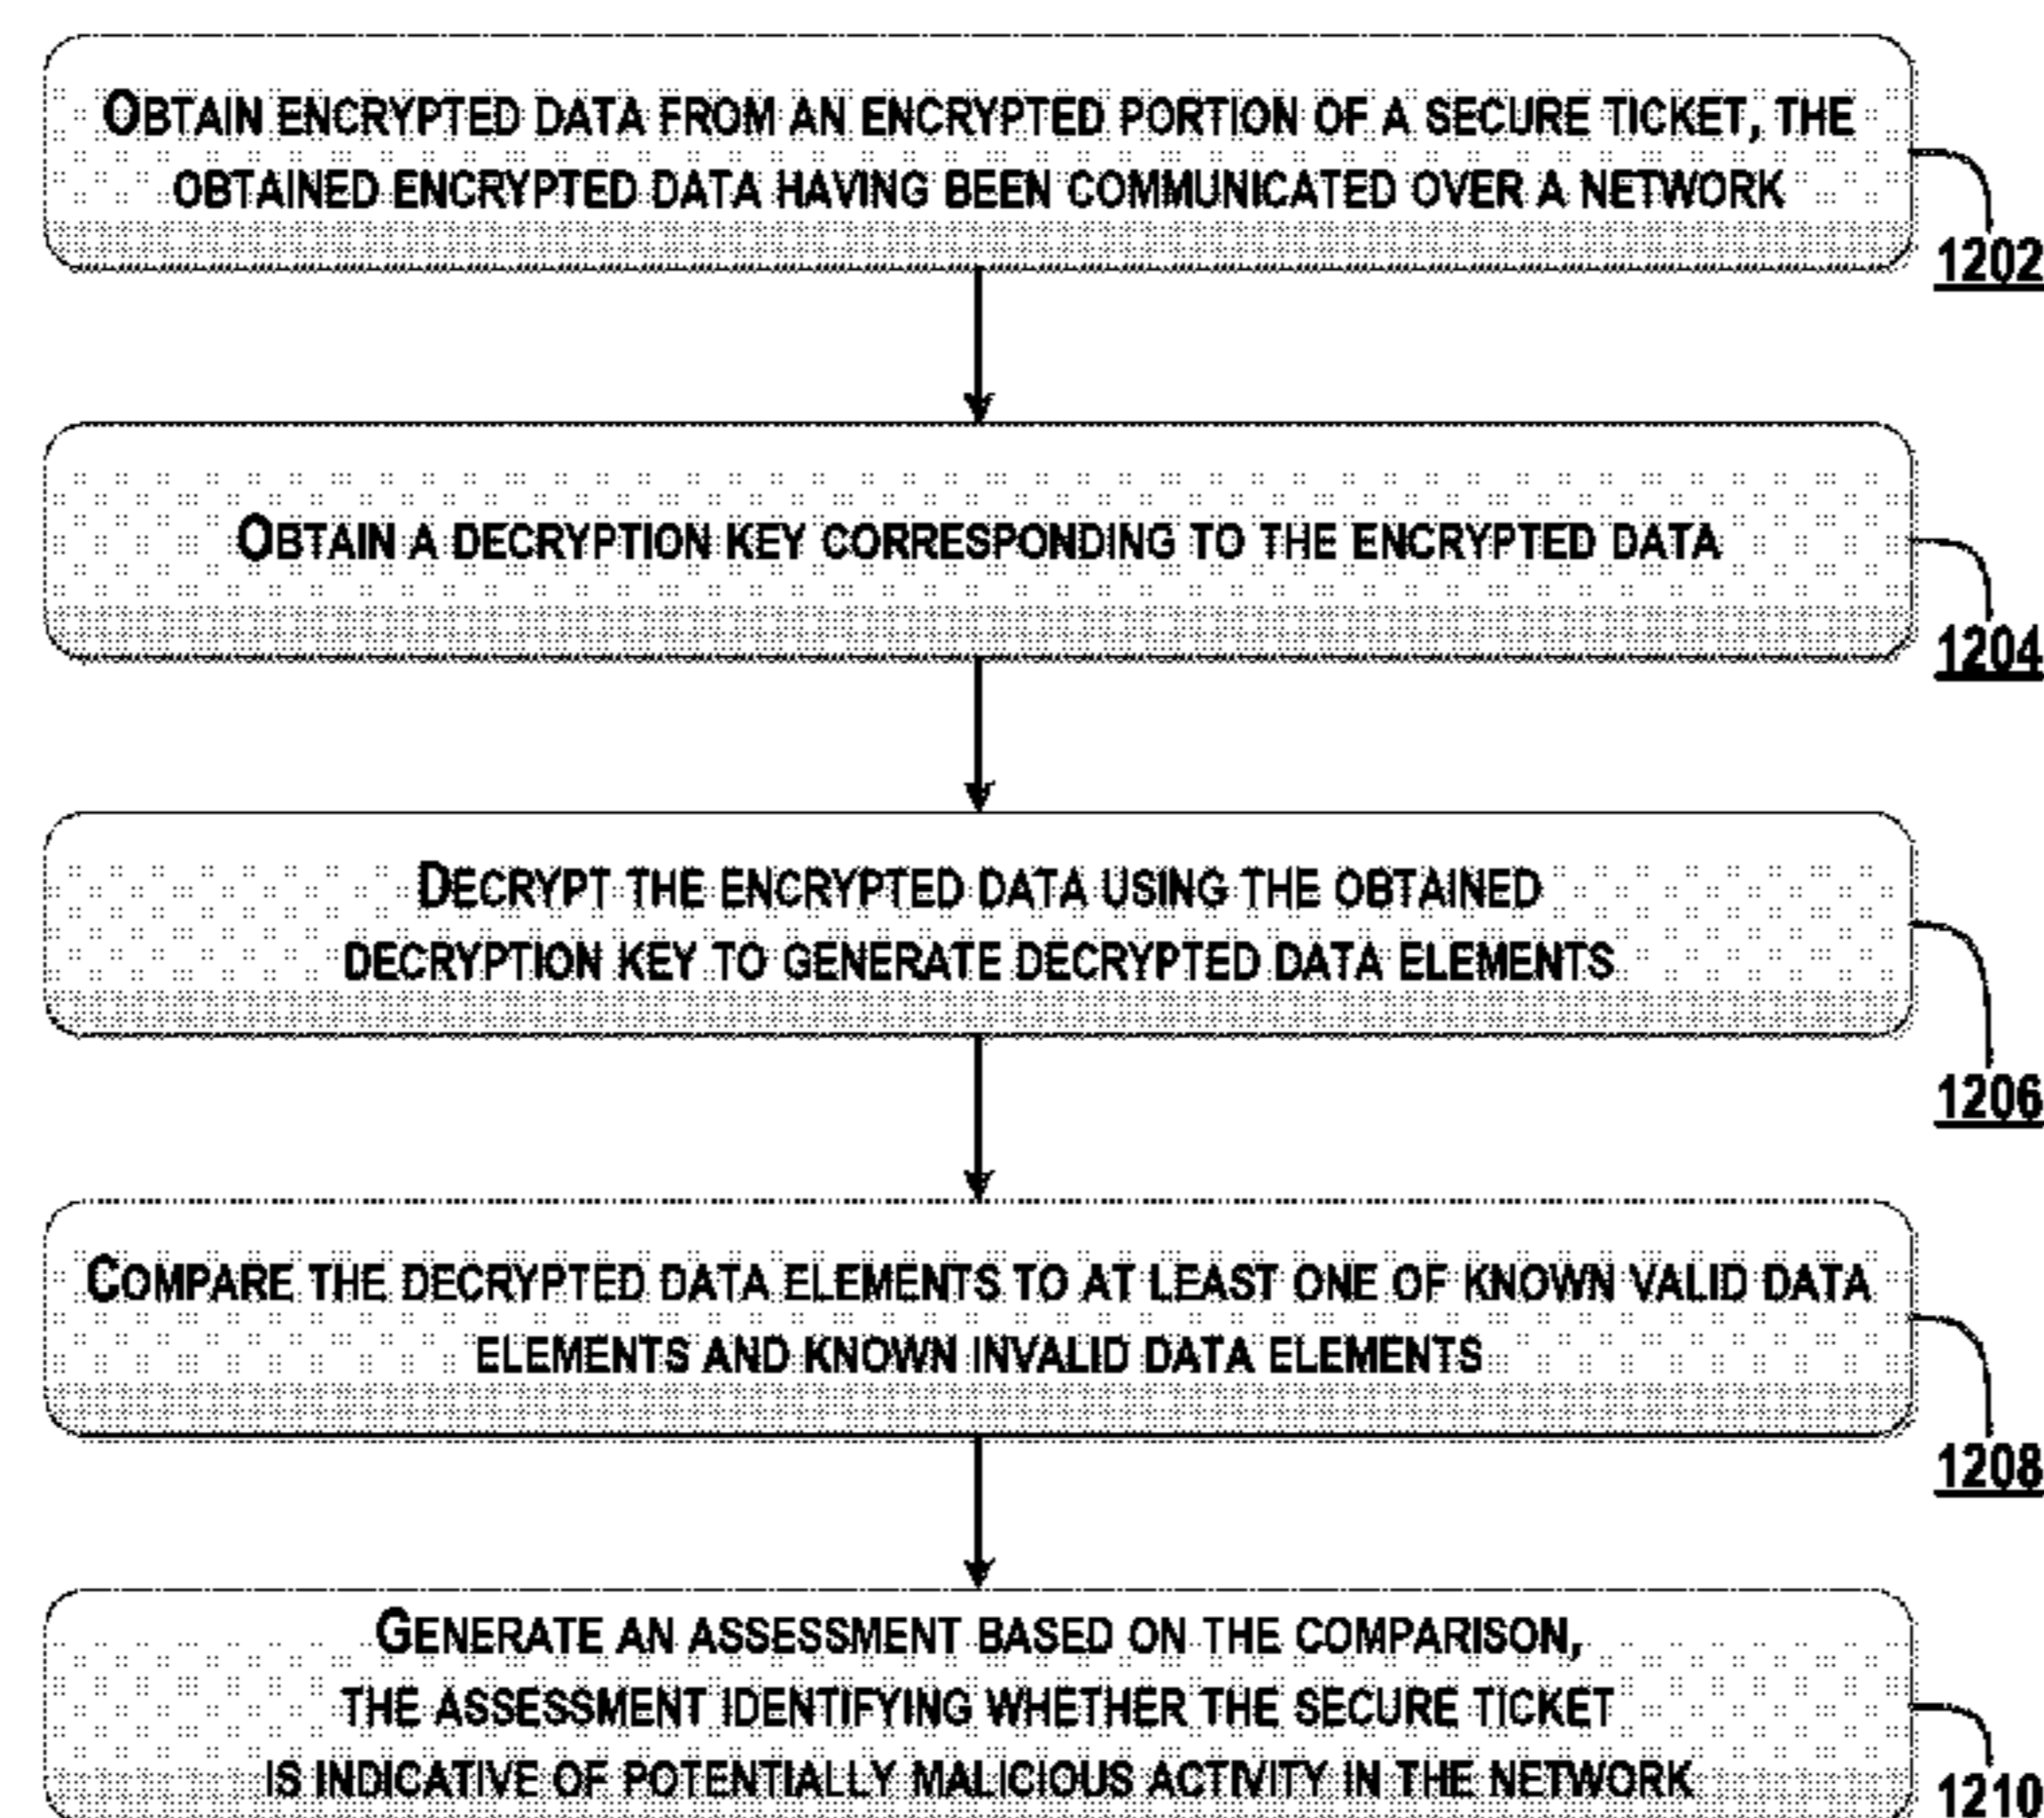 OBTAIN ENCRYPTED DATA FROM AN ENCRYPTED PORTION OF A SECURE TICKET, THE
OBTAINED ENCRYPTED DATA HAVING BEEN COMMUNICATED OVER A NETWORK
1202
OBTAIN A DECRYPTION KEY CORRESPONDING TO THE ENCRYPTED DATA
1204
DECRYPT THE ENCRYPTED DATA USING THE OBTAINED
DECRYPTION KEY TO GENERATE DECRYPTED DATA ELEMENTS
1206
COMPARE THE DECRYPTED DATA ELEMENTS TO AT LEAST ONE OF KNOWN VALID DATA
ELEMENTS AND KNOWN INVALID DATA ELEMENTS
1208
GENERATE AN ASSESSMENT BASED ON THE COMPARISON,
THE ASSESSMENT IDENTIFYING WHETHER THE SECURE TICKET
IS INDICATIVE OF POTENTIALLY MALICIOUS ACTIVITY IN THE NETWORK
1210